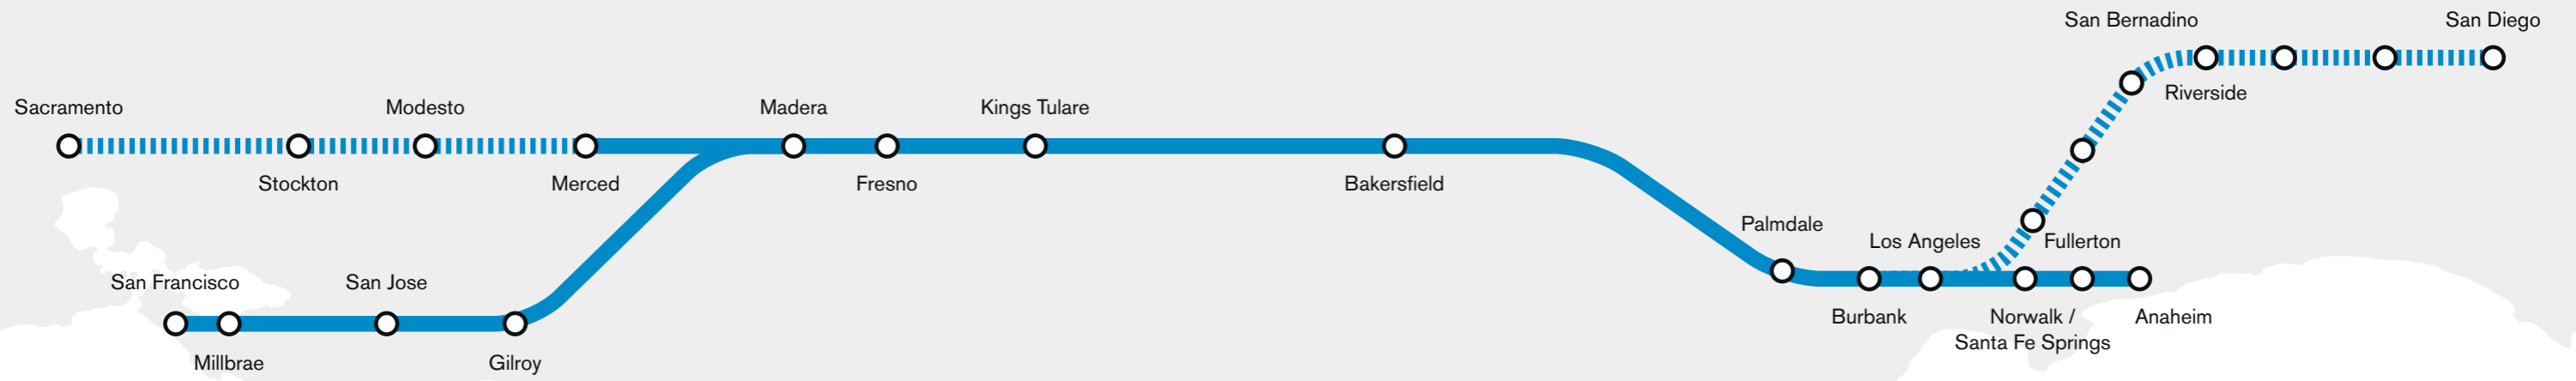 San Bernadino
San Diego
Riverside
Sacramento
Modesto
Madera
Kings Tulare
Stockton
Merced
Fresno
Bakersfield
Palmdale
Los Angeles
Fullerton
San Francisco
San Jose
Burbank
Norwalk /
Santa Fe Springs
Anaheim
Millbrae
Gilroy